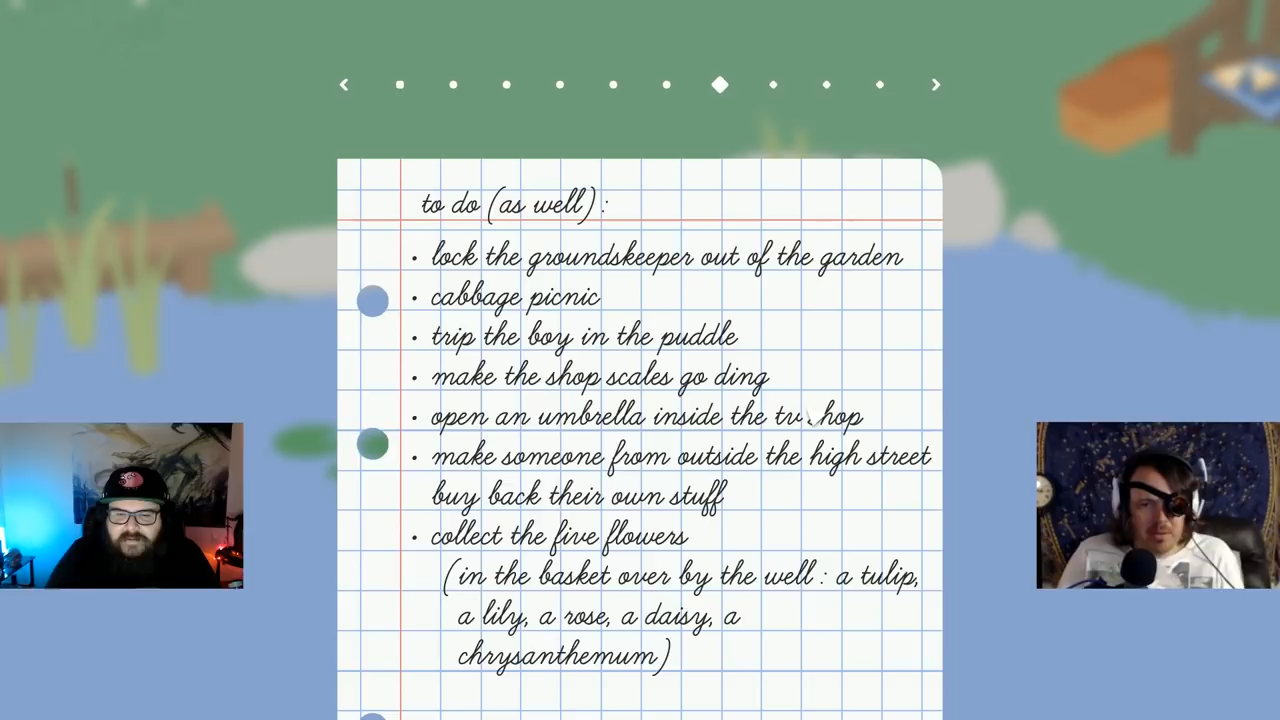 to do (as well) :
• lock the groundskeeper out of the garden
• cabbage picnic
• trip the boy in the puddle
• make the shop scales go ding
• open an umbrella inside the tv hop
• make someone from outside the high street
buy back their own stuff
• collect the five flowers
(in the basket over by the well : a tulip,
a lily, a rose, a daisy, a
chrysanthemum)